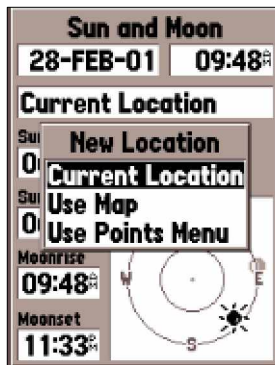 Sun and Moon
28-FEB-01 09:48
Current Location
New Location
Current Location
Use Map
Use Points Menu
Moonrise
09:48
W E
Moonset
11:33
S